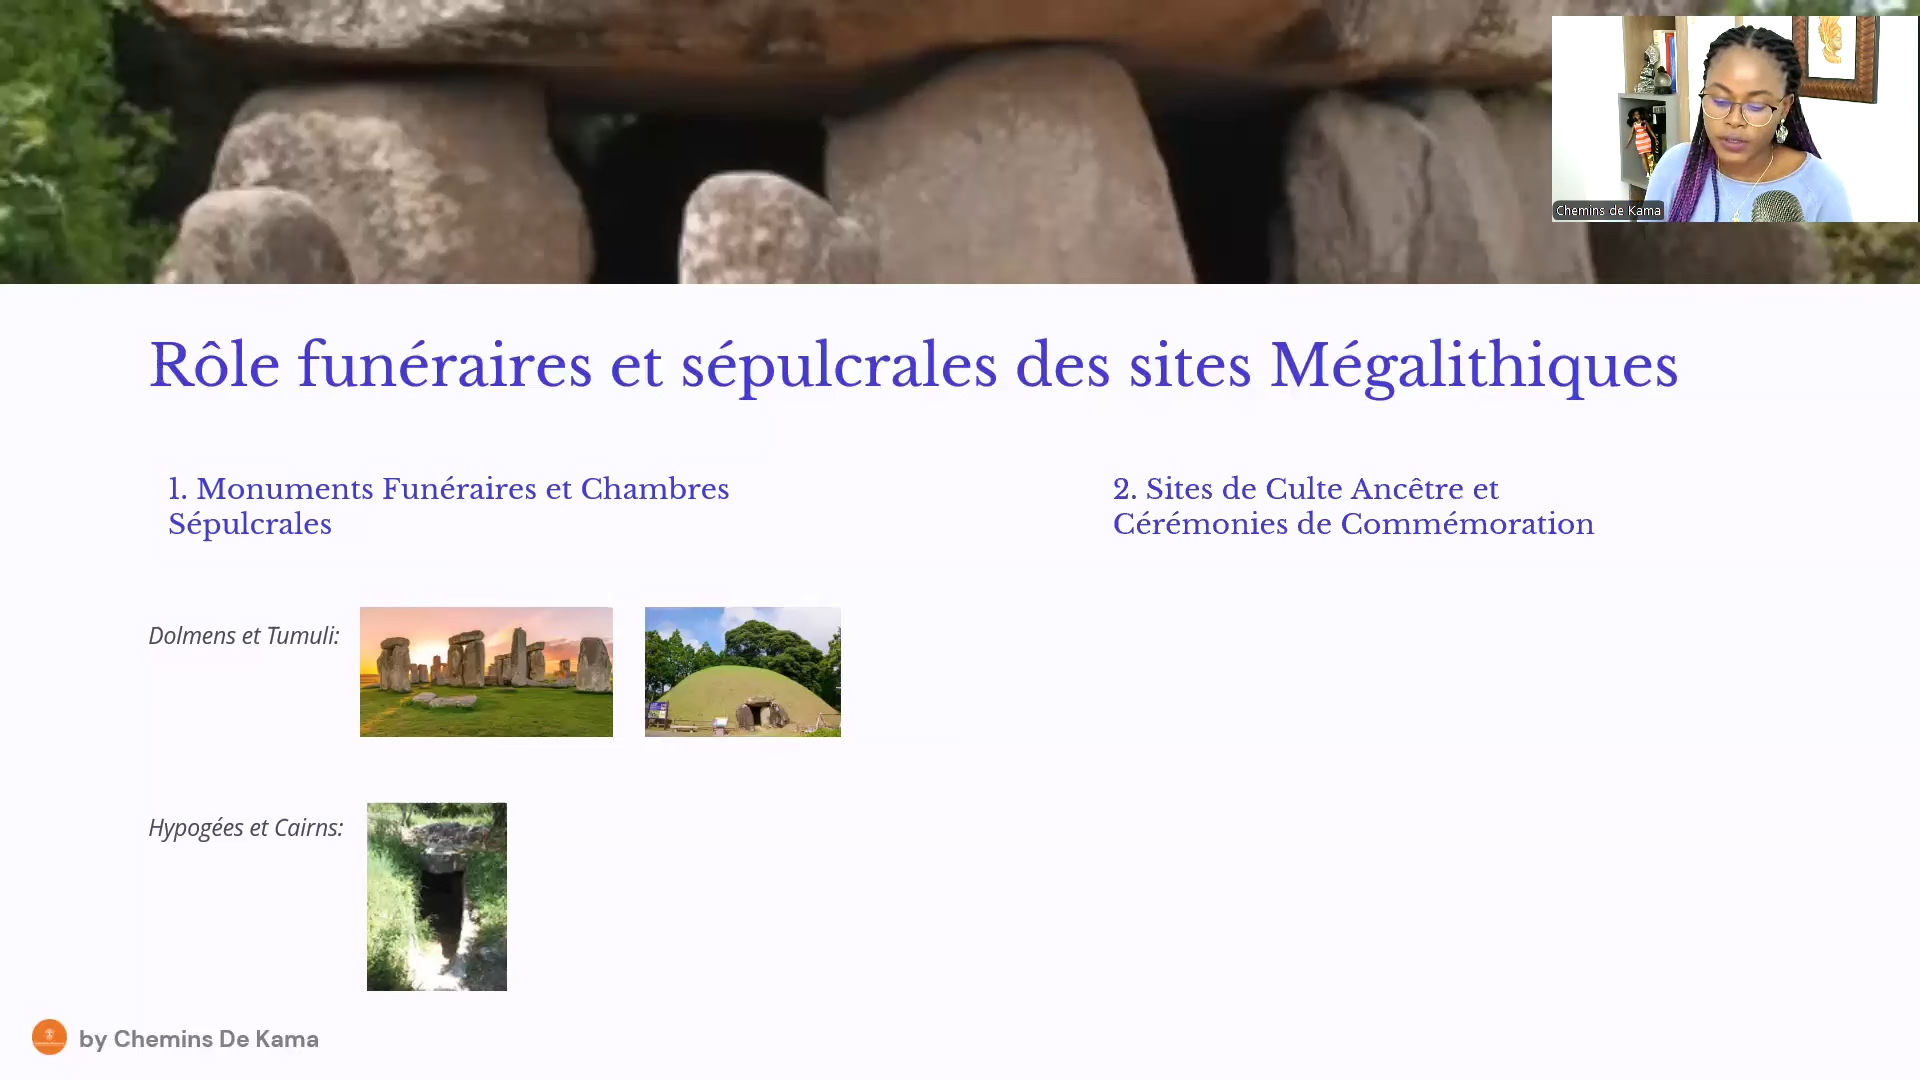 Chemins de Kama
Rôle funéraires et sépulcrales des sites Mégalithiques
1. Monuments Funéraires et Chambres
Sépulcrales
2. Sites de Culte Ancêtre et
Cérémonies de Commémoration
Dolmens et Tumuli:
Hypogées et Cairns:
by Chemins De Kama